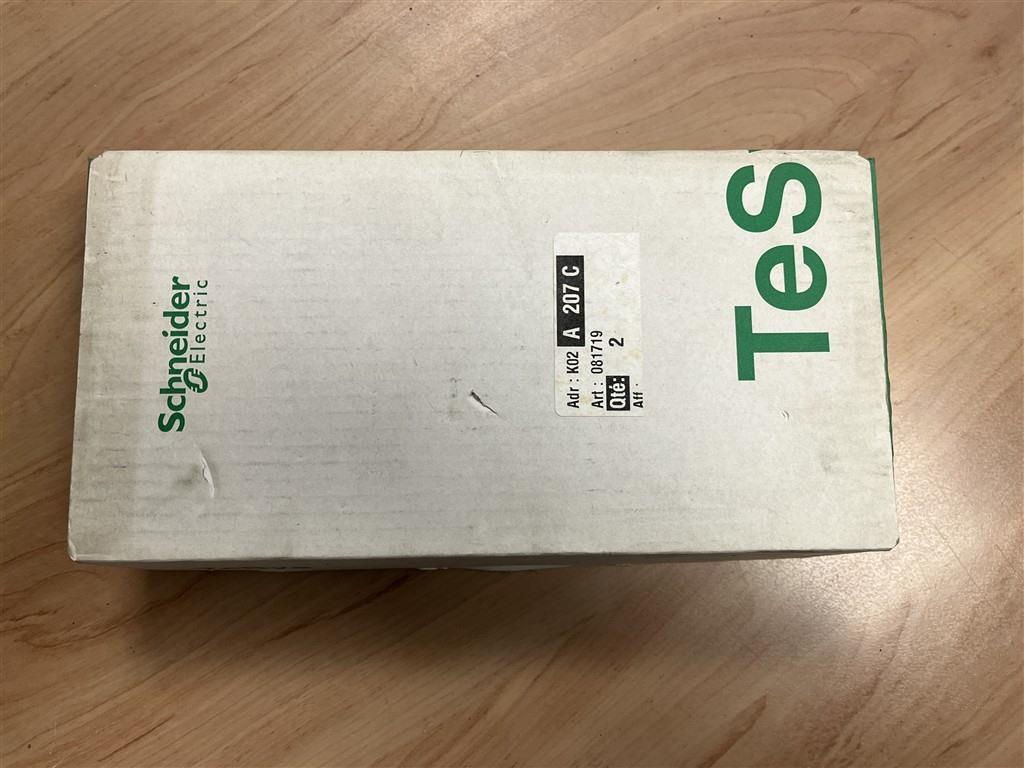 Schneider
Electric
Adr : K02 A 207 C
Art : 081719
Qté: 2
Aff .
TeS